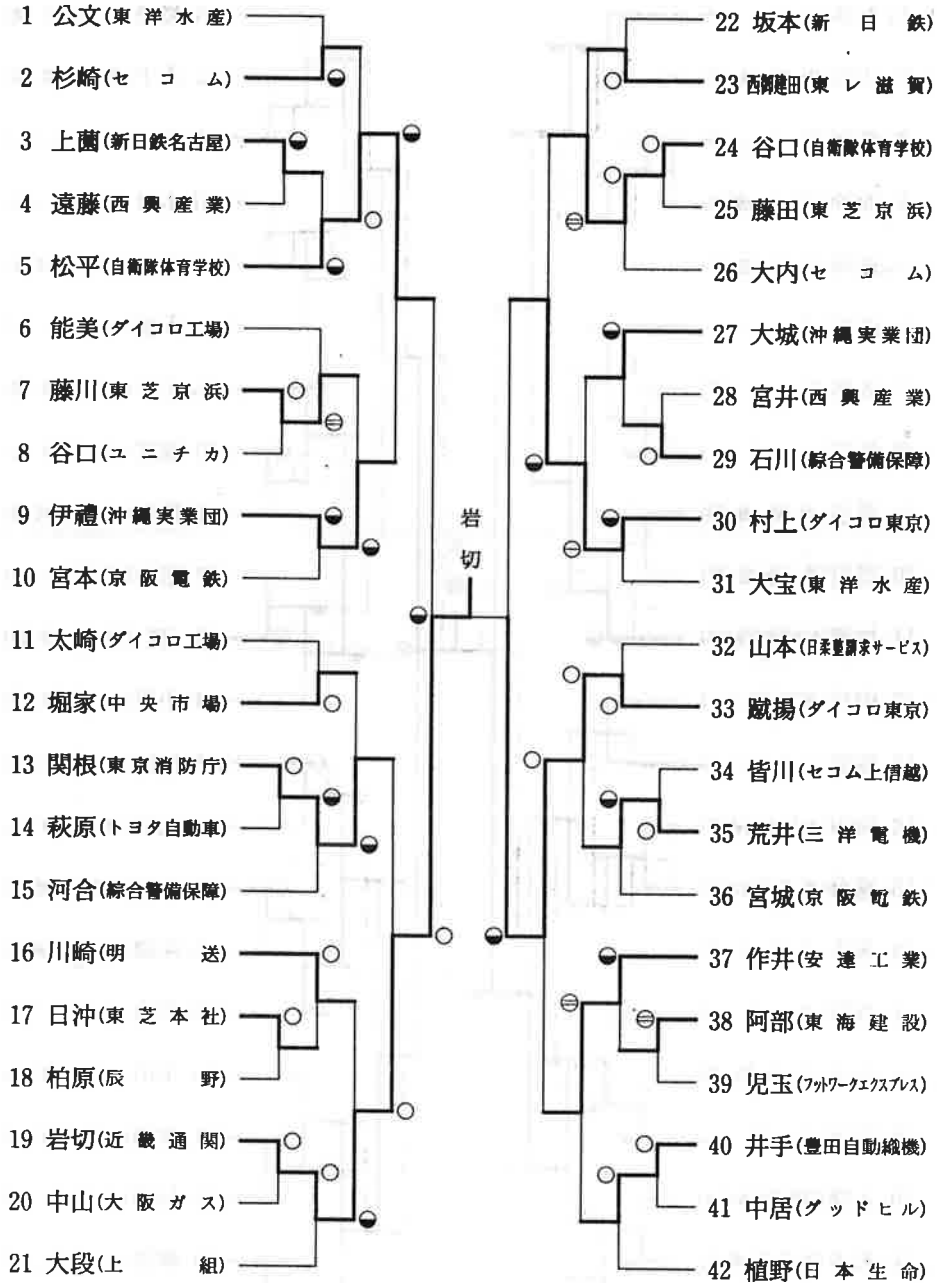 1 公文(東洋水産)
2 杉崎(セコム)
3 上薗(新日鉄名古屋)
4 遠藤(西興産業)
5 松平(自衛隊体育学校)
6 能美(ダイコロ工場)
7 藤川(東芝京浜)
8 谷口(ユニチカ)
9 伊禮(沖縄実業団)
10 宮本(京阪電鉄)
11 太崎(ダイコロ工場)
12 堀家(中央市場)
13 関根(東京消防庁)
14 萩原(トヨタ自動車)
15 河合(綜合警備保障)
16 川崎(明送)
17 日沖(東芝本社)
18 柏原(辰野)
19 岩切(近畿通関)
20 中山(大阪ガス)
21 大段(上組)
岩切
22 坂本(新日鉄)
23 (東レ滋賀)
24 谷口(自衛隊体育学校)
25 藤田(東芝京浜)
26 大内(セコム)
27 大城(沖縄実業団)
28 宮井(西興産業)
29 石川(綜合警備保障)
30 村上(ダイコロ東京)
31 大宝(東洋水産)
32 山本(日柔整請求サービス)
33 蹴揚(ダイコロ東京)
34 皆川(セコム上信越)
35 荒井(三洋電機)
36 宮城(京阪電鉄)
37 作井(安達工業)
38 阿部(東海建設)
39 児玉(フットワークエクスプレス)
40 井手(豊田自動織機)
41 中居(グッドヒル)
42 植野(日本生命)